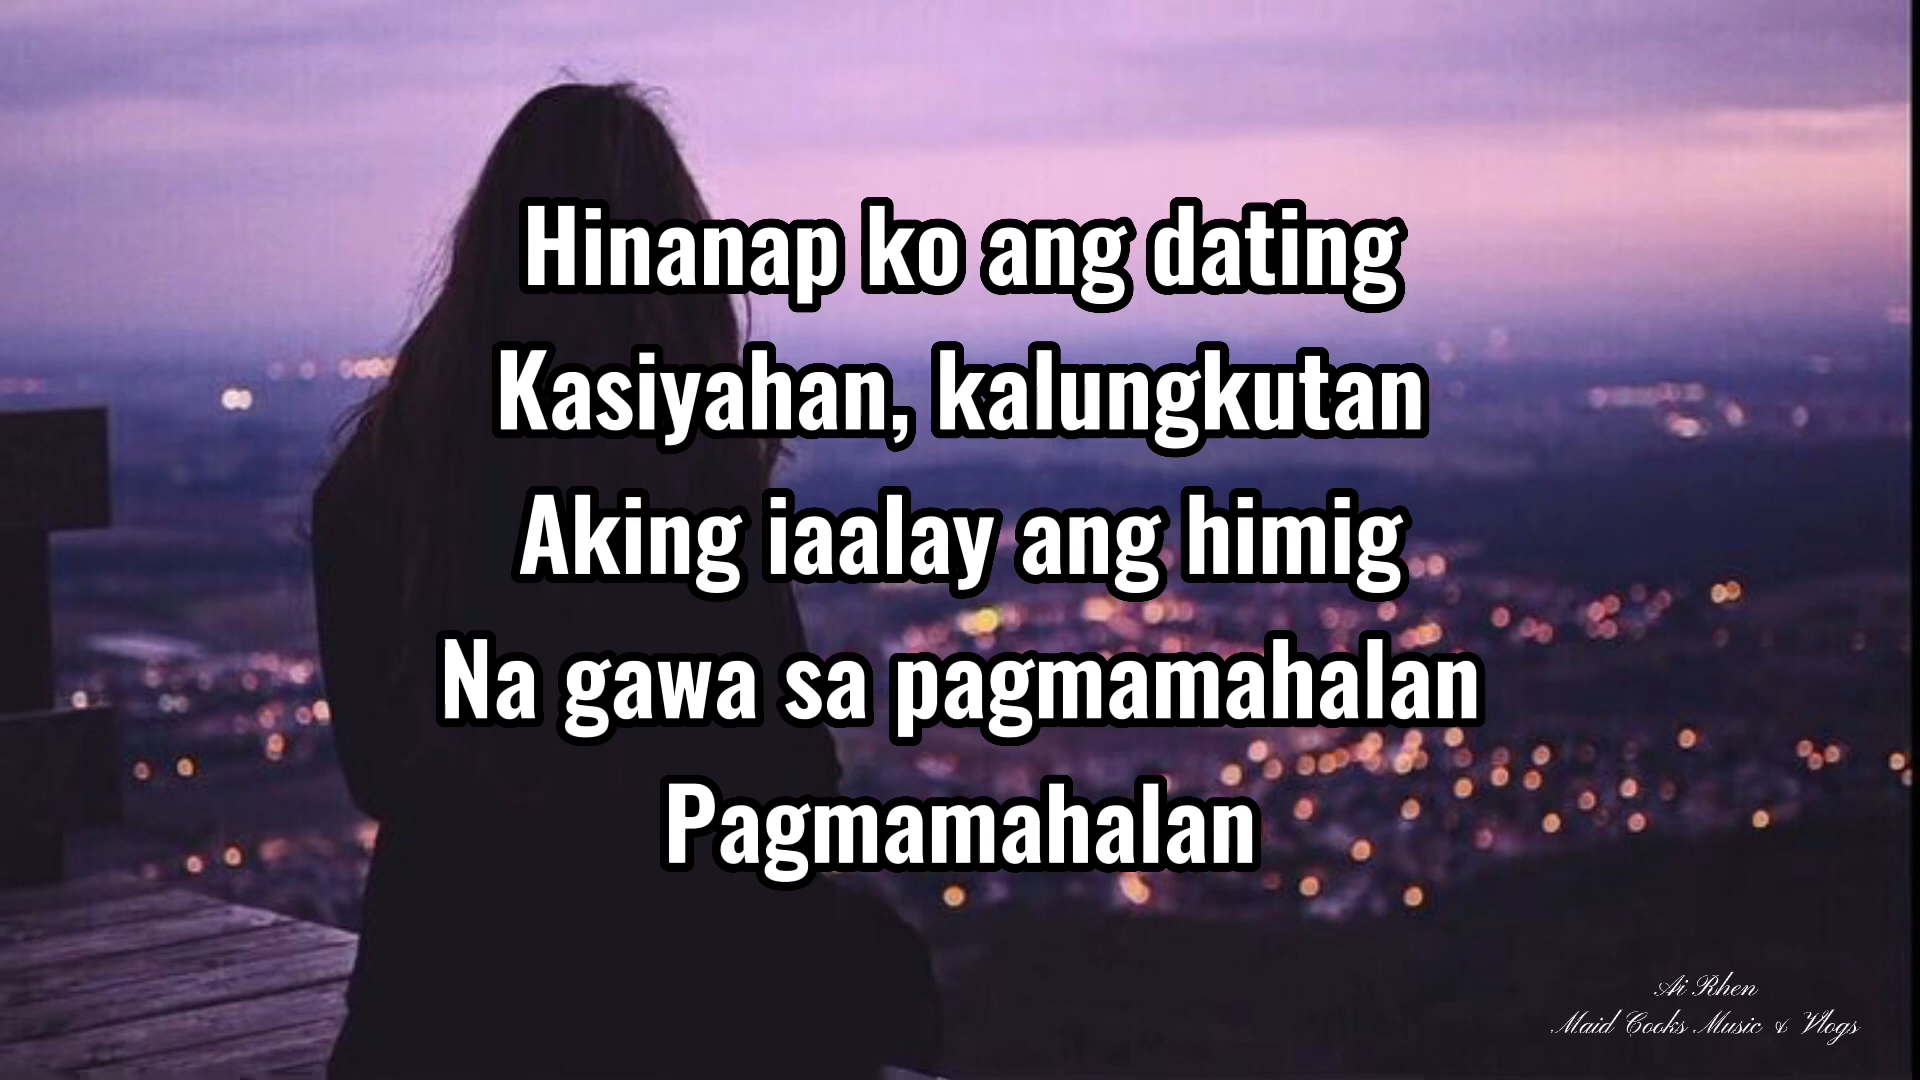 Hinanap ko ang dating
Kasiyahan, kalungkutan
Aking iaalay ang himig
Na gawa sa pagmamahalan
Pagmamahalan
Ai Rhen
Maid Cooks Music & Vlogs